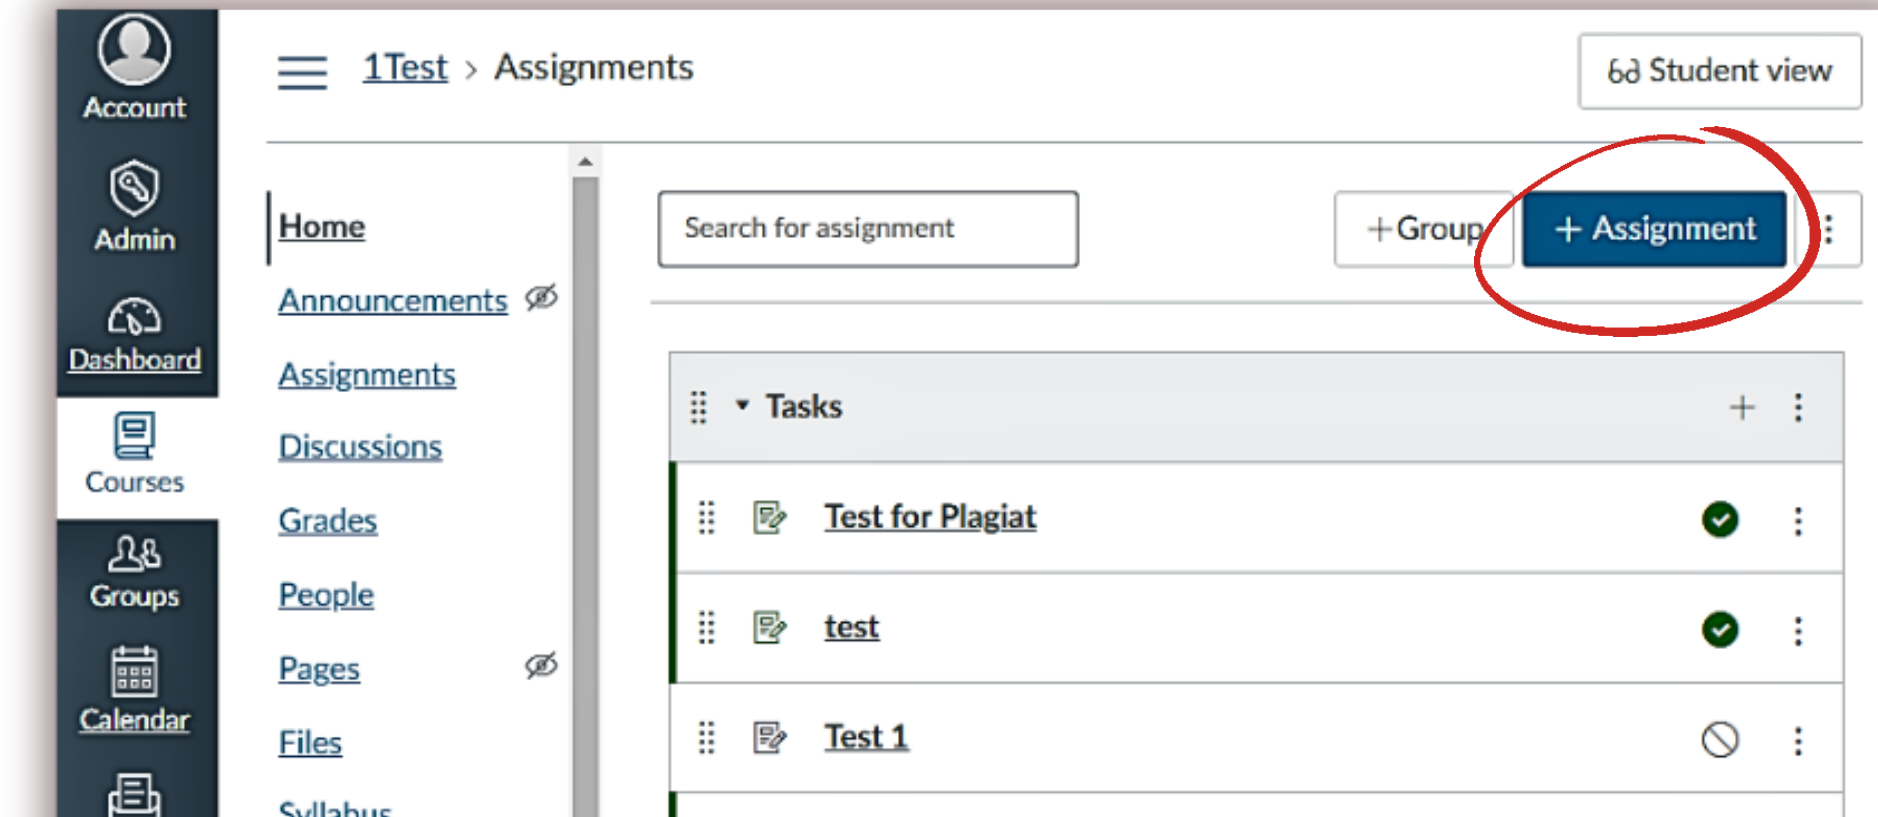 Account
Admin
Dashboard
Courses
Groups
Calendar
1Test > Assignments
Student view
Home
Announcements
Assignments
Discussions
Grades
People
Pages
Files
Syllabus
Search for assignment
+Group
+ Assignment
Tasks
Test for Plagiat
test
Test 1